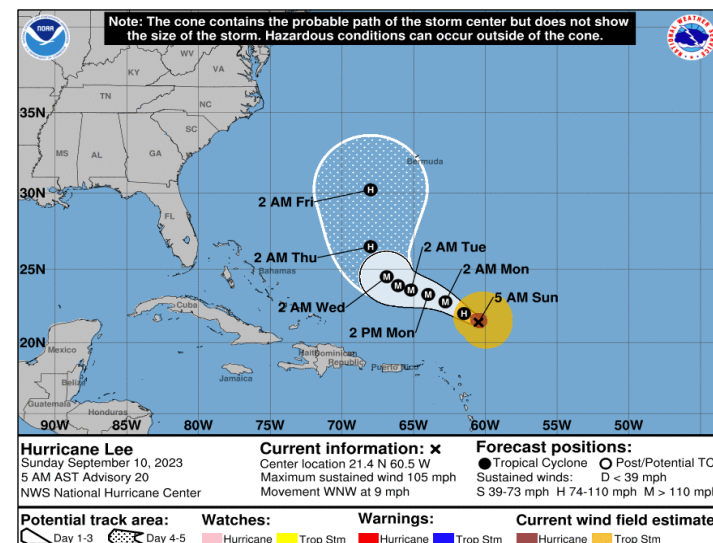 Note: The cone contains the probable path of the storm center but does not show
the size of the storm. Hazardous conditions can occur outside of the cone.
NOAA
NATIONAL WEATHER SERVICE
WV
KY
VA
TN
NC
35N
SC
MS
AL
GA
Bermuda
30N
2 AM Fri
FL
2 AM Thu
2 AM Tue
25N
Bahamas
2 AM Mon
2 AM Wed
5 AM Sun
Cuba
2 PM Mon
20N
Mexico
Haiti
Dominican
Republic
Puerto Rico
Jamaica
Belize
Guatemala
Honduras
90W 85W 80W 75W 70W 65W 60W 55W 50W
H
H
M
M
M
M
M
H
Hurricane Lee
Sunday September 10, 2023
5 AM AST Advisory 20
NWS National Hurricane Center
Current information: ×
Center location 21.4 N 60.5 W
Maximum sustained wind 105 mph
Movement WNW at 9 mph
Forecast positions:
Tropical Cyclone Post/Potential TC
Sustained winds: D < 39 mph
S 39-73 mph H 74-110 mph M > 110 mph
Potential track area:
Day 1-3 Day 4-5
Watches:
Hurricane Trop Stm
Warnings:
Hurricane Trop Stm
Current wind field estimate
Hurricane Trop Stm